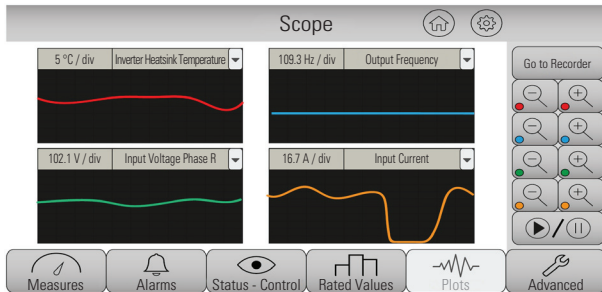 Scope
5 °C / div
Inverter Heatsink Temperature
109.3 Hz / div
Output Frequency
Go to Recorder
102.1 V / div
Input Voltage Phase R
16.7 A / div
Input Current
Measures
Alarms
Status - Control
Rated Values
Plots
Advanced